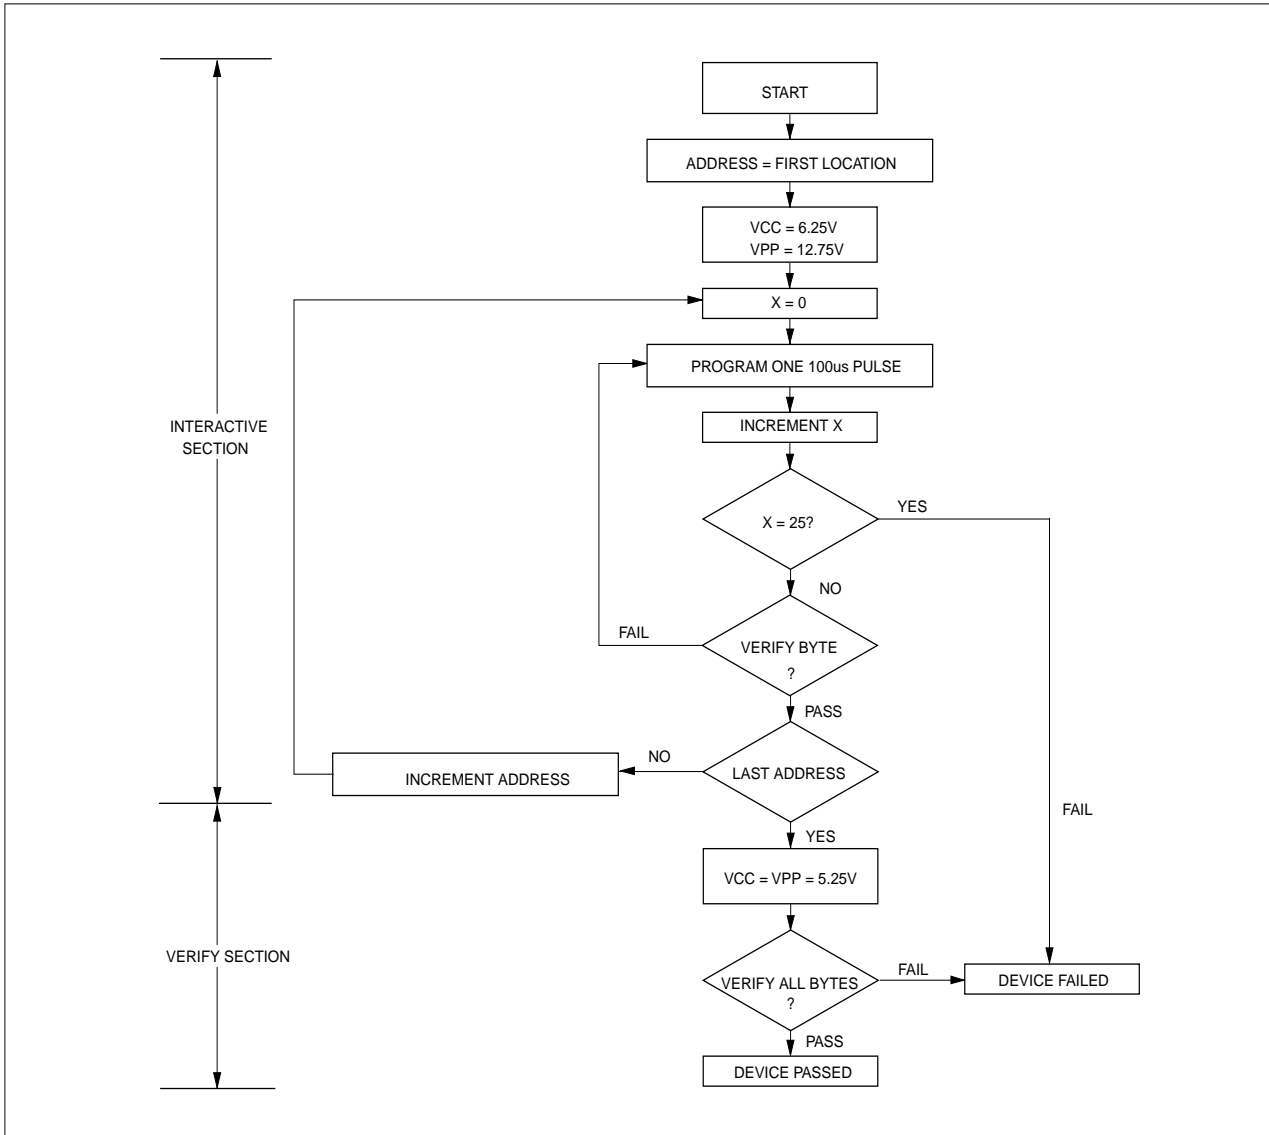 START
ADDRESS = FIRST LOCATION
VCC = 6.25V
VPP = 12.75V
X = 0
PROGRAM ONE 100us PULSE
INTERACTIVE
SECTION
INCREMENT X
X = 25?
YES
NO
FAIL
VERIFY BYTE
?
PASS
NO
INCREMENT ADDRESS
LAST ADDRESS
FAIL
YES
VCC = VPP = 5.25V
VERIFY SECTION
VERIFY ALL BYTES
?
FAIL
DEVICE FAILED
PASS
DEVICE PASSED